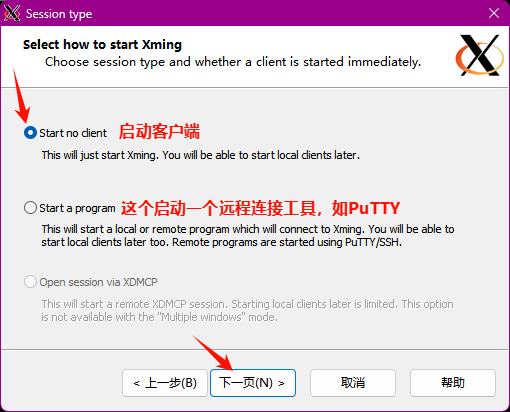 Session type
Select how to start Xming
Choose session type and whether a client is started immediately.
Start no client 启动客户端
This will just start Xming. You will be able to start local clients later.
Start a program 这个启动一个远程连接工具，如PuTTY
This will start a local or remote program which will connect to Xming. You will be able to
start local clients later too. Remote programs are started using PuTTY/SSH.
Open session via XDMCP
This will start a remote XDMCP session. Starting local clients later is limited. This option
is not available with the "Multiple windows" mode.
< 上一步(B) 下一页(N) > 取消 帮助